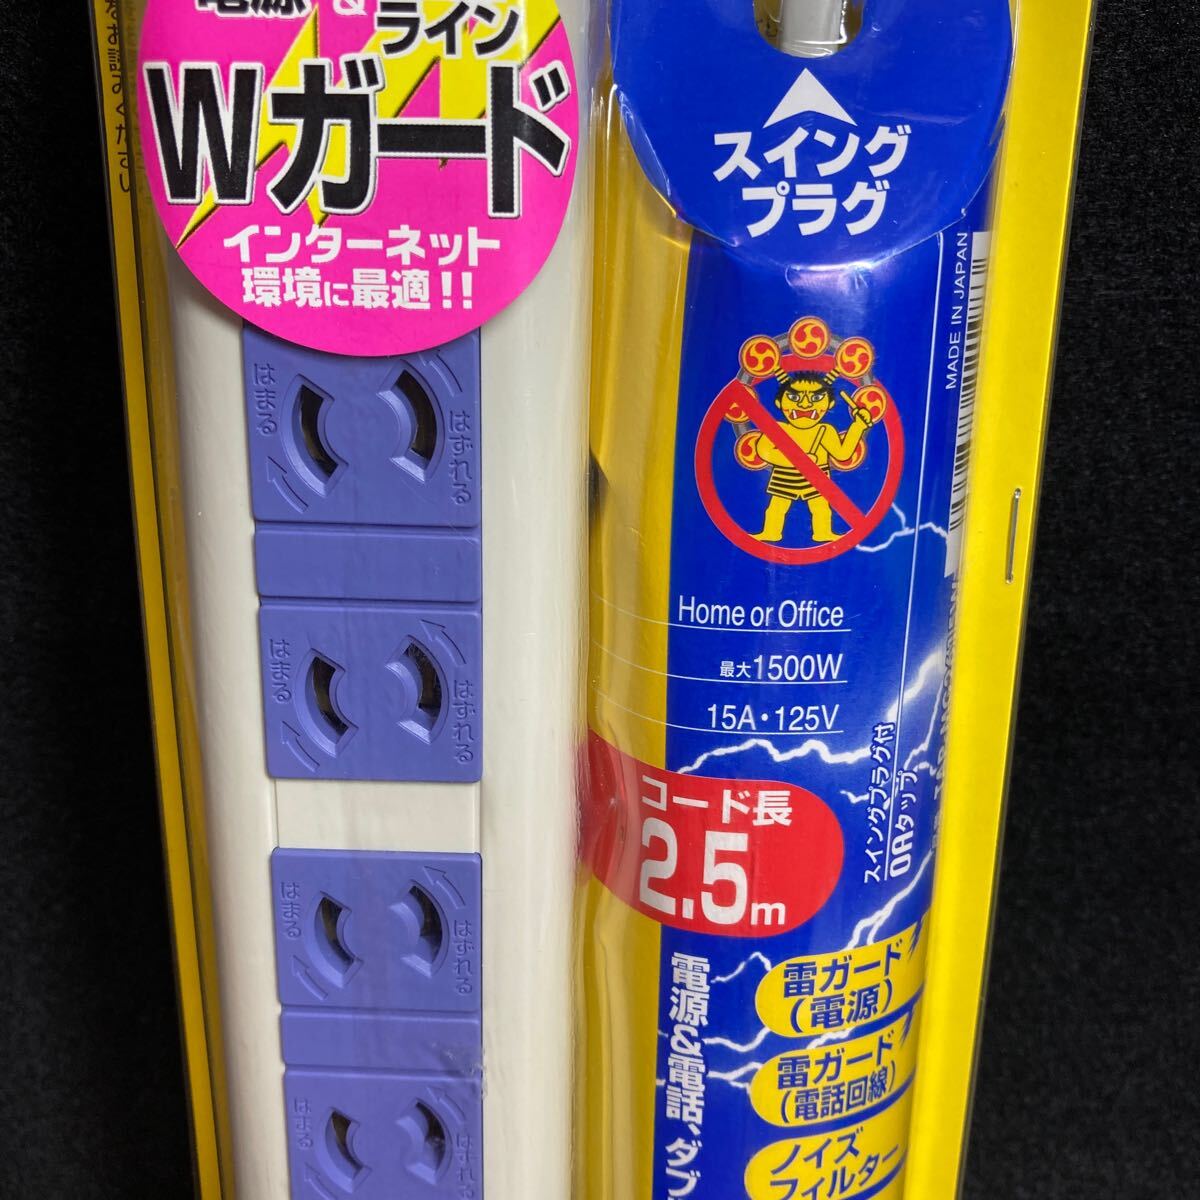 電源&
ライン
Wガード
インターネット
環境に最適!!
はまる
はずれる
はまる
はずれる
はまる
はずれる
はまる
はずれる
スイング
プラグ
MADE IN JAPAN
Home or Office
最大1500W
15A・125V
コード長
2.5m
スイングプラグ付
OAタップ
電源&電話、ダブ
雷ガード
(電源)
雷ガード
(電話回線)
ノイズ
フィルター